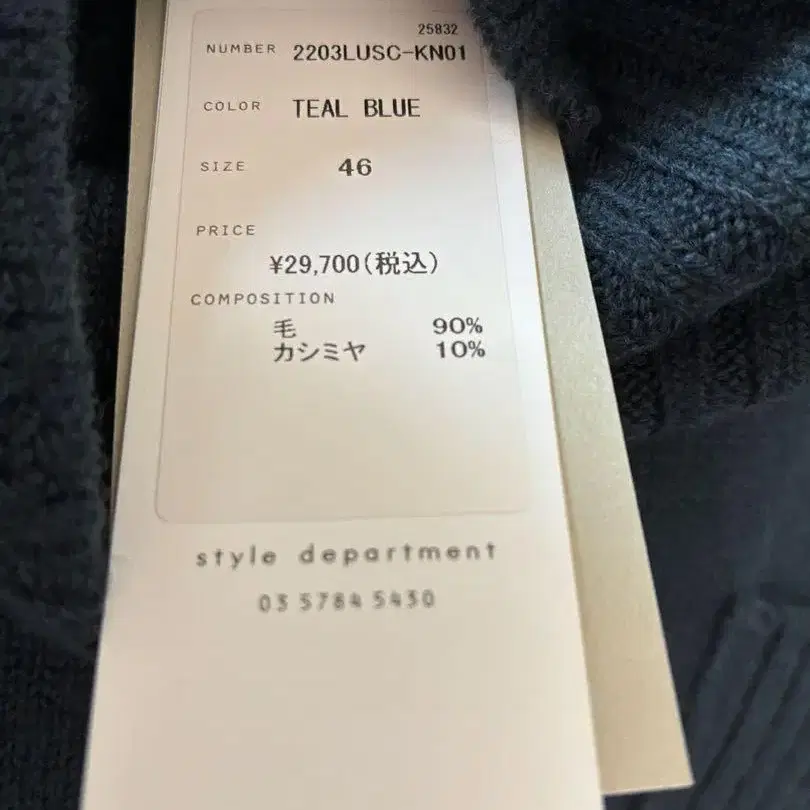 25832
NUMBER 2203LUSC-KN01
COLOR TEAL BLUE
SIZE 46
PRICE
¥29,700(税込)
COMPOSITION
毛 90%
カシミヤ 10%
style department
03 5784 5430